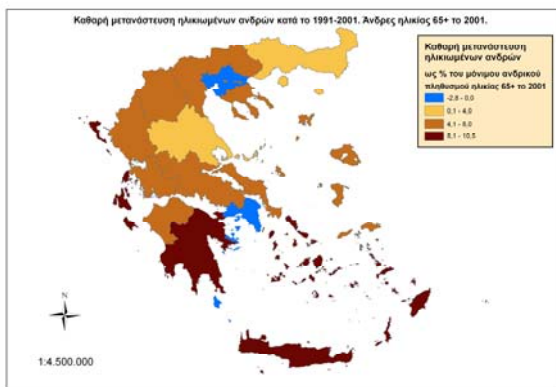 Καθαρή μετανάστευση ηλικιωμένων ανδρών κατά το 1991-2001. Άνδρες ηλικίας 65+ το 2001.
Καθαρή μετανάστευση
ηλικιωμένων ανδρών
ως % του μόνιμου ανδρικού
πληθυσμού ηλικίας 65+ το 2001
-2,8 - 0,0
0,1 - 4,0
4,1 - 8,0
8,1 - 10,5
N
1:4.500.000